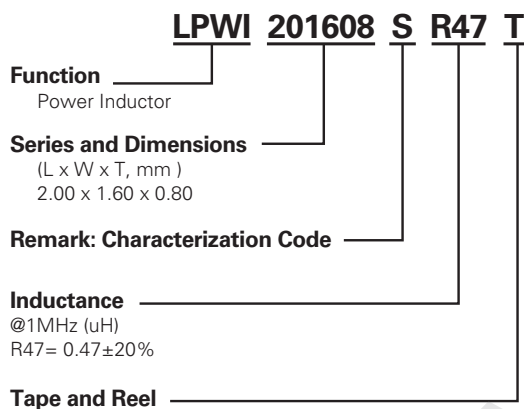 LPWI 201608 S R47 T
Function
Power Inductor
Series and Dimensions
(L x W x T, mm )
2.00 x 1.60 x 0.80
Remark: Characterization Code
Inductance
@1MHz (uH)
R47= 0.47±20%
Tape and Reel